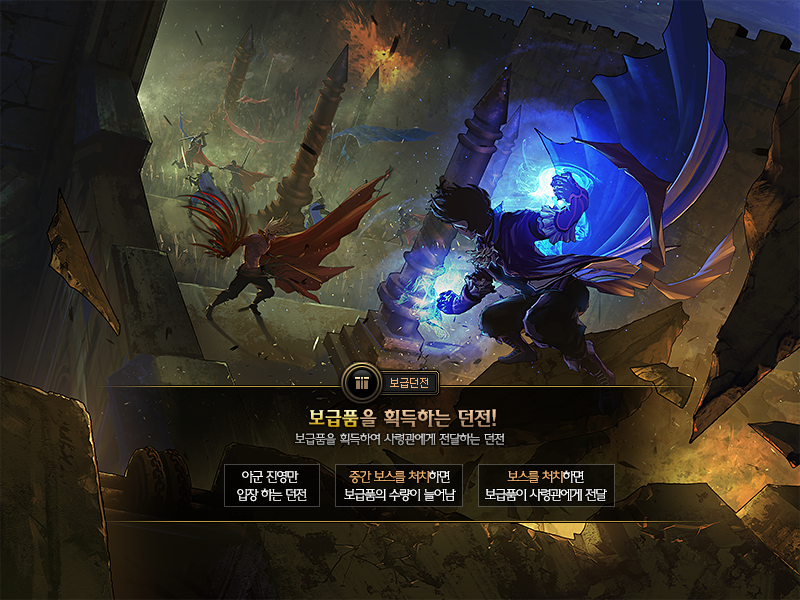 보급던전
보급품을 획득하는 던전!
보급품을 획득하여 사령관에게 전달하는 던전
아군 진영만
입장 하는 던전
중간 보스를 처치하면
보급품의 수량이 늘어남
보스를 처치하면
보급품이 사령관에게 전달